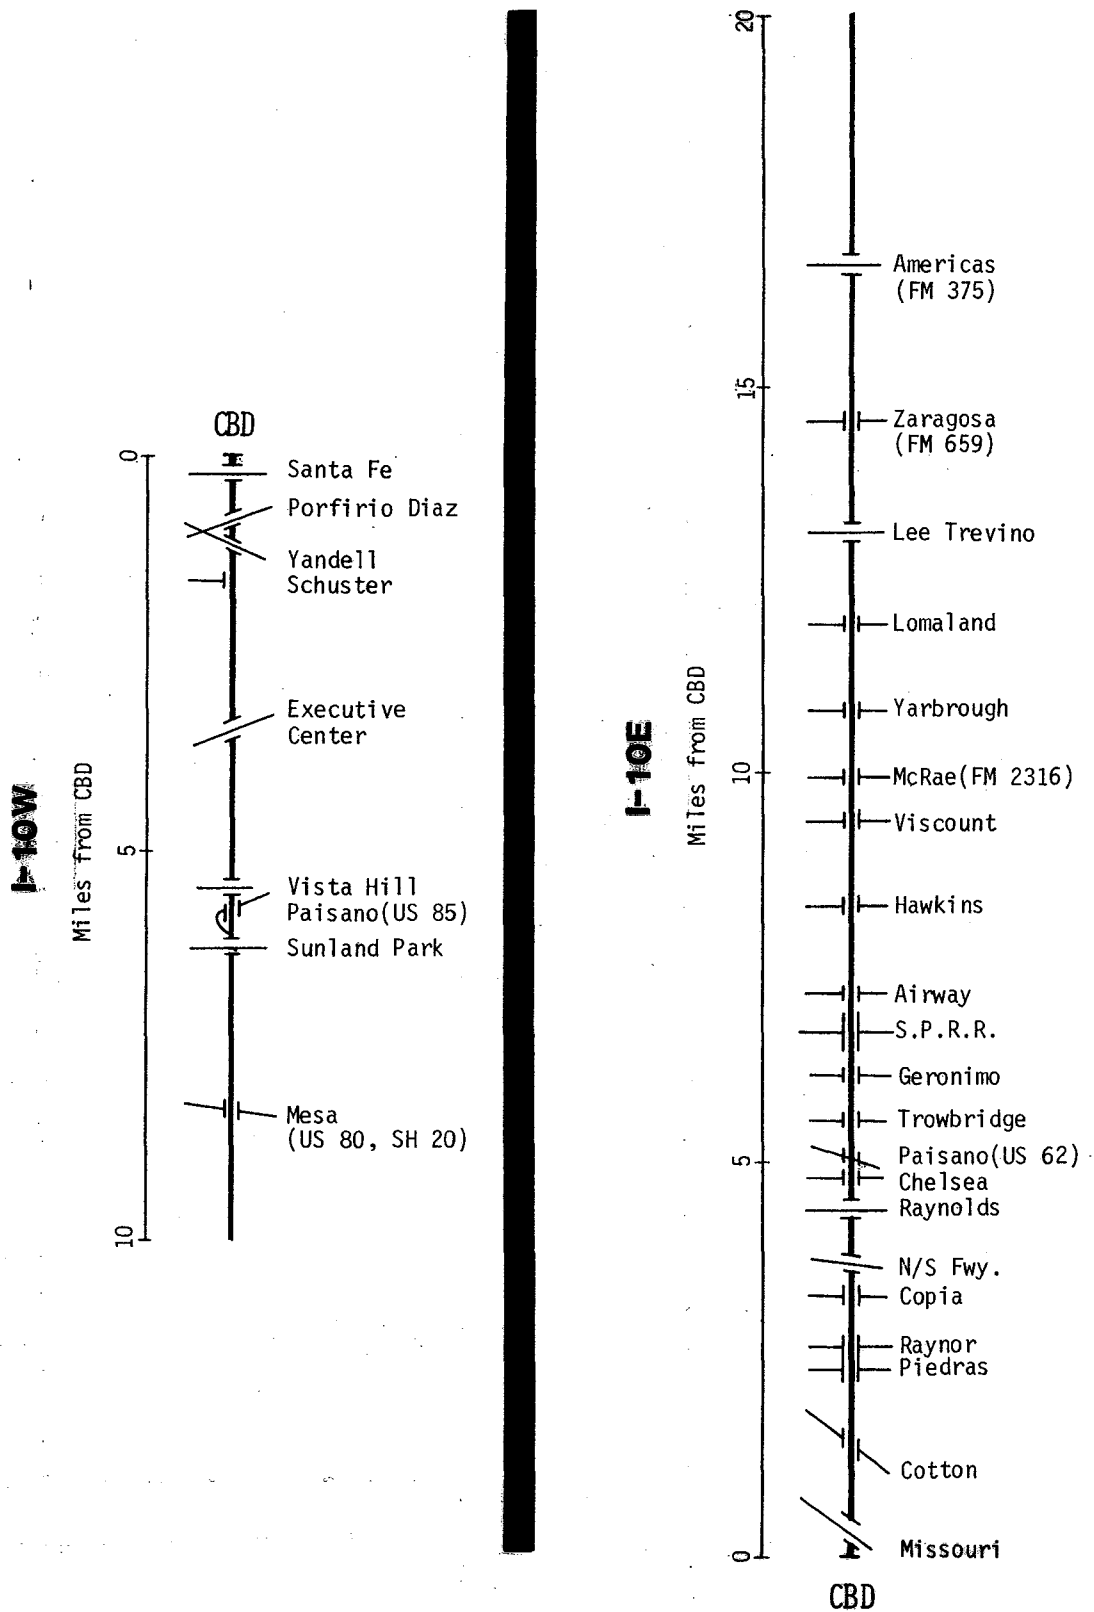 I-10W
Miles from CBD
CBD
0
5
10
Santa Fe
Porfirio Diaz
Yandell
Schuster
Executive
Center
Vista Hill
Paisano(US 85)
Sunland Park
Mesa
(US 80, SH 20)
I-10E
Miles from CBD
20
15
10
5
0
Americas
(FM 375)
Zaragosa
(FM 659)
Lee Trevino
Lomaland
Yarbrough
McRae(FM 2316)
Viscount
Hawkins
Airway
S.P.R.R.
Geronimo
Trowbridge
Paisano(US 62)
Chelsea
Raynolds
N/S Fwy.
Copia
Raynor
Piedras
Cotton
Missouri
CBD